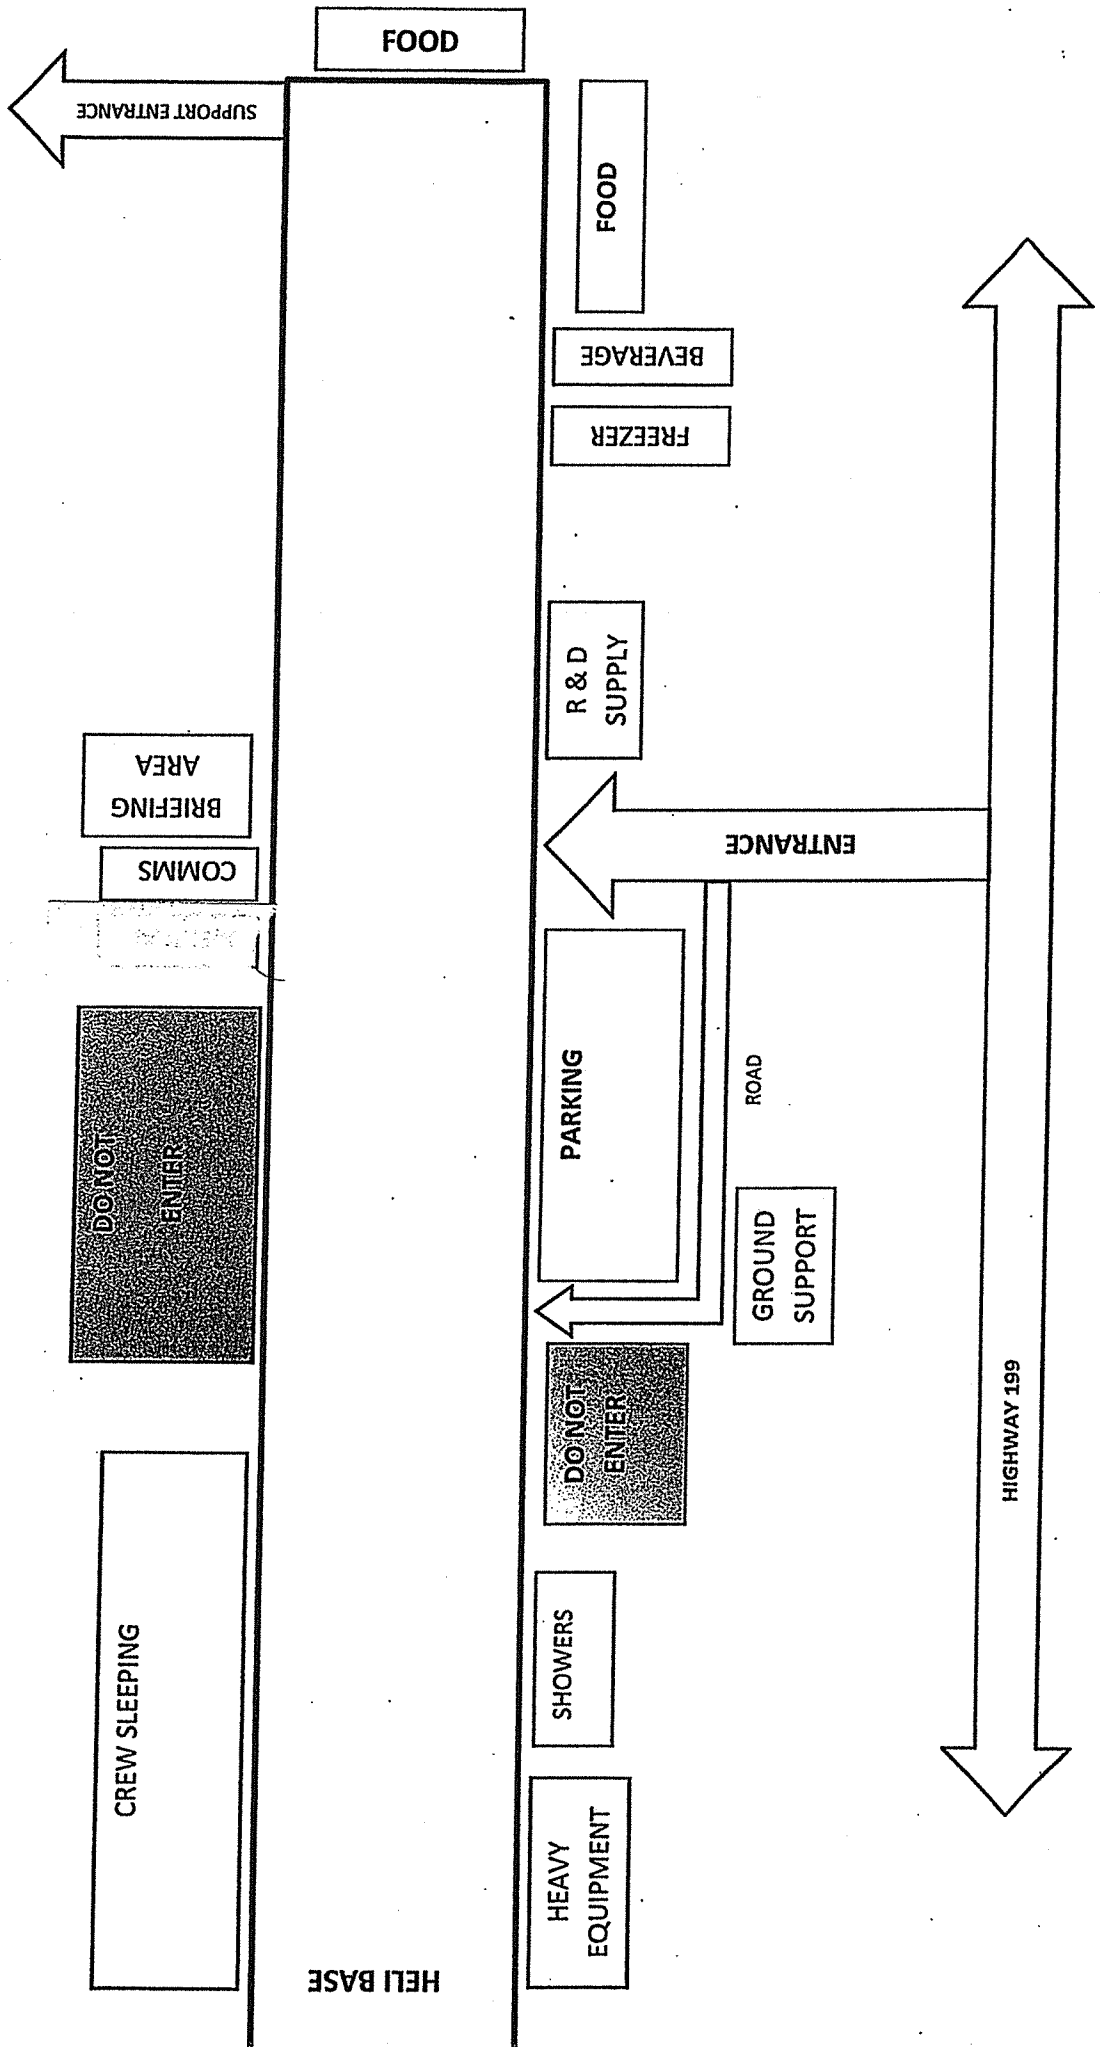 FOOD
SUPPORT ENTRANCE
FOOD
BEVERAGE
FREEZER
R & D
SUPPLY
BRIEFING
AREA
COMMS
ENTRANCE
PARKING
ROAD
DO NOT
ENTER
GROUND
SUPPORT
DO NOT
ENTER
HIGHWAY 199
CREW SLEEPING
SHOWERS
HEAVY
EQUIPMENT
HELI BASE